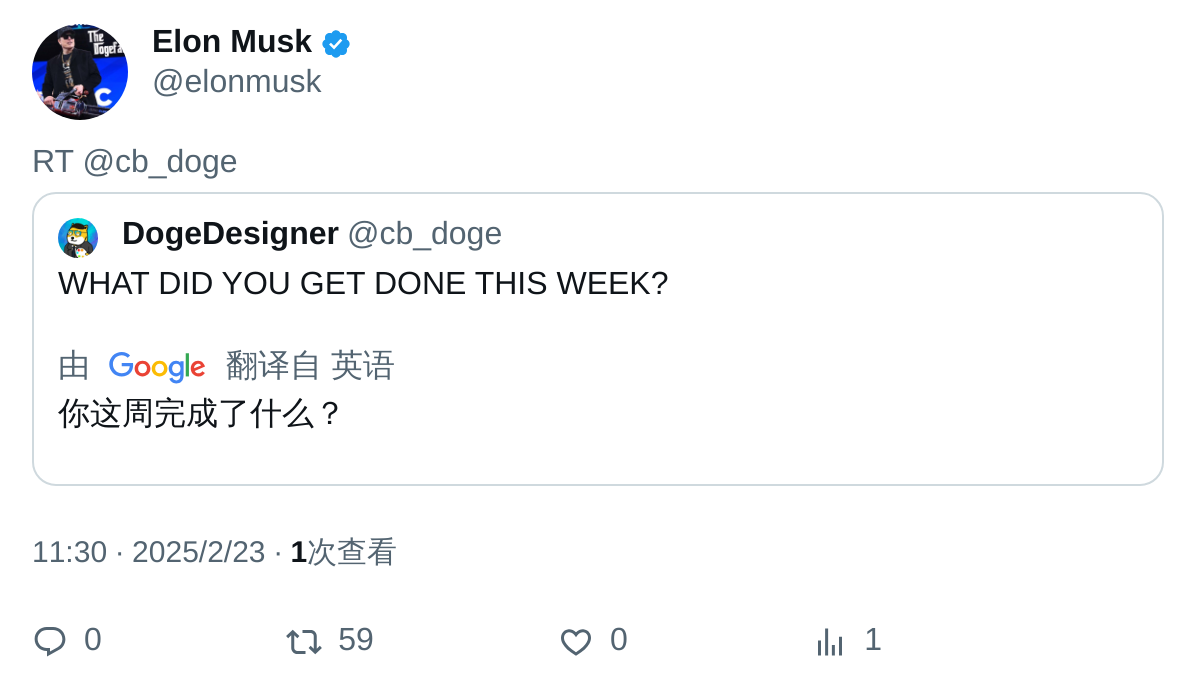 The
Dogefa
C
Elon Musk
@elonmusk
RT @cb_doge
DogeDesigner @cb_doge
WHAT DID YOU GET DONE THIS WEEK?
由 Google 翻译自 英语
你这周完成了什么？
11:30 · 2025/2/23 · 1次查看
0 59 0 1